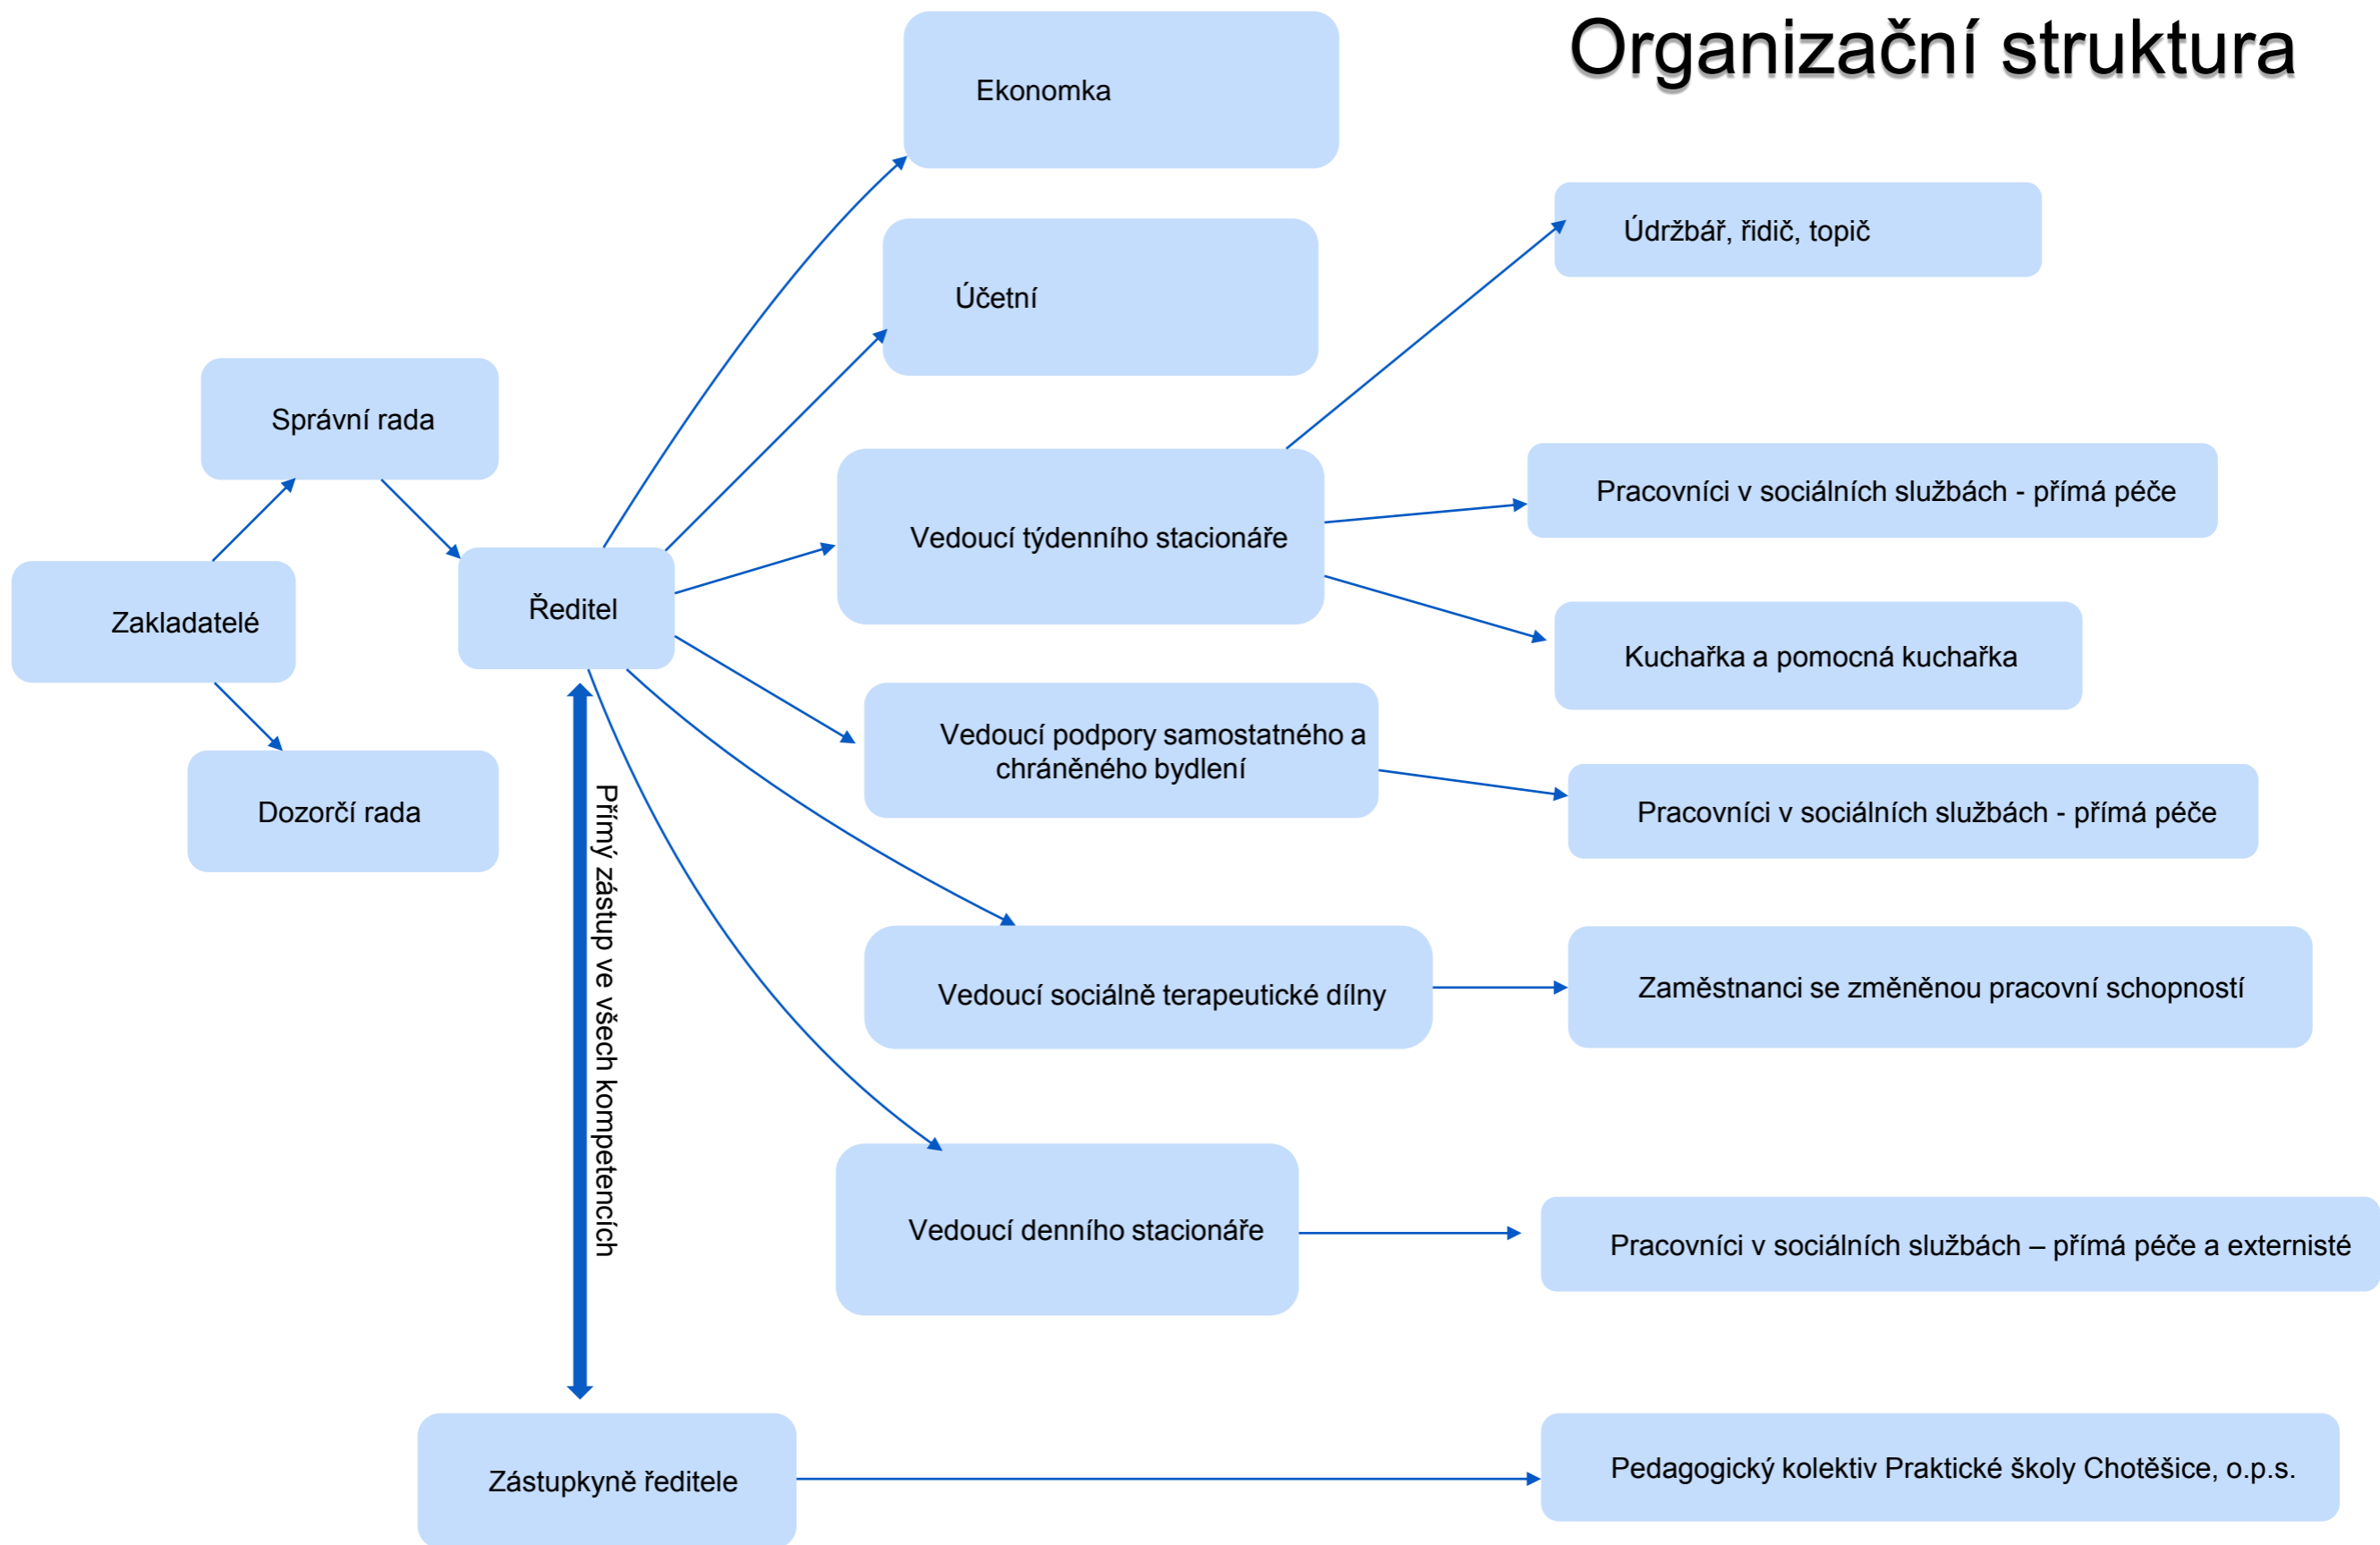 Organizační struktura
Ekonomka
Účetní
Údržbář, řidič, topič
Správní rada
Pracovníci v sociálních službách - přímá péče
Vedoucí týdenního stacionáře
Zakladatelé
Ředitel
Kuchařka a pomocná kuchařka
Vedoucí podpory samostatného a
chráněného bydlení
Dozorčí rada
Pracovníci v sociálních službách - přímá péče
Přímý zástup ve všech kompetencích
Vedoucí sociálně terapeutické dílny
Zaměstnanci se změněnou pracovní schopností
Vedoucí denního stacionáře
Pracovníci v sociálních službách – přímá péče a externisté
Zástupkyně ředitele
Pedagogický kolektiv Praktické školy Chotěšice, o.p.s.